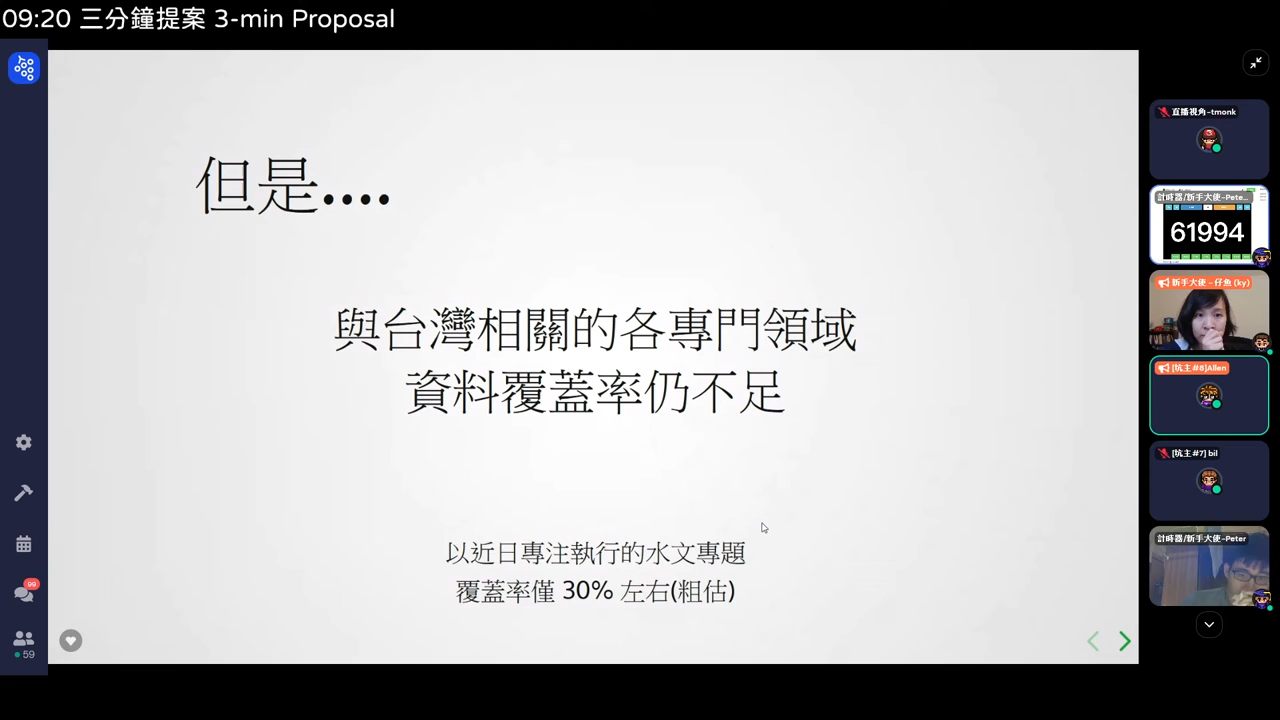 09:20 三分鐘提案 3-min Proposal
但是....
與台灣相關的各專門領域
資料覆蓋率仍不足
以近日專注執行的水文專題
覆蓋率僅 30% 左右(粗估)
直播視角-tmonk
計時器/新手大使-Pete...
61994
新手大使 - 仔魚 (ky)
[坑主#8]Allen
[坑主#7] bil
計時器/新手大使-Peter
99
59